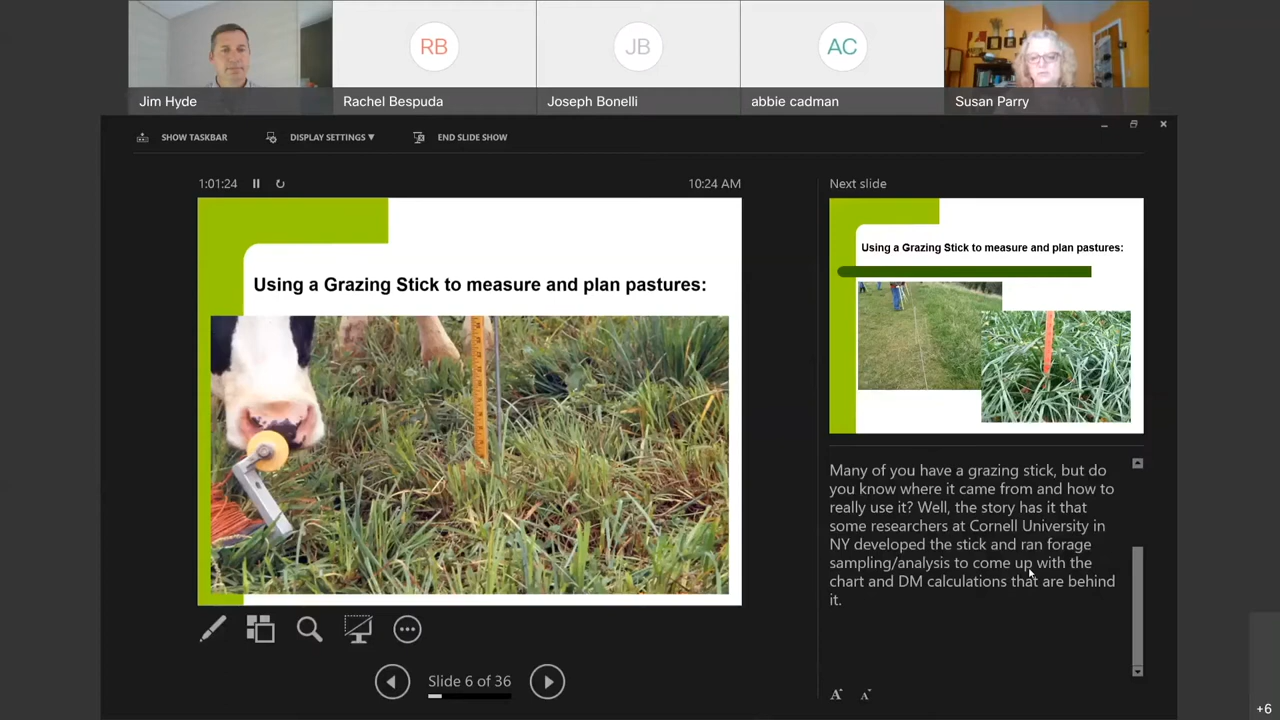 RB
JB
AC
Jim Hyde
Rachel Bespuda
Joseph Bonelli
abbie cadman
Susan Parry
SHOW TASKBAR
DISPLAY SETTINGS ▼
END SLIDE SHOW
1:01:24
10:24 AM
Using a Grazing Stick to measure and plan pastures:
Slide 6 of 36
Next slide
Using a Grazing Stick to measure and plan pastures:
Many of you have a grazing stick, but do
you know where it came from and how to
really use it? Well, the story has it that
some researchers at Cornell University in
NY developed the stick and ran forage
sampling/analysis to come up with the
chart and DM calculations that are behind
it.
A
A
+6